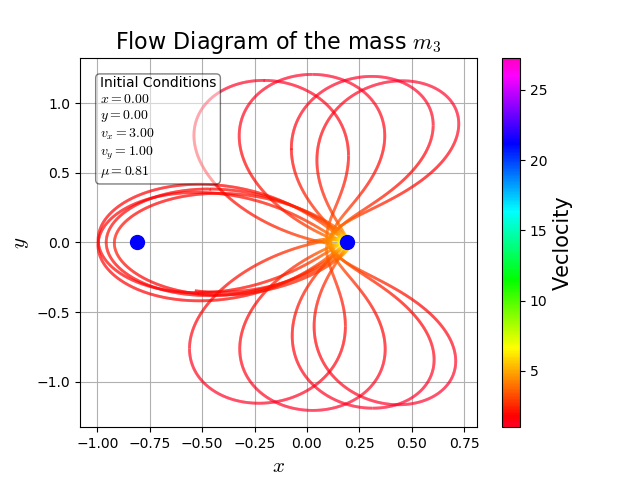 Flow Diagram of the mass m₃
Initial Conditions
x = 0.00
y = 0.00
vₓ = 3.00
v_y = 1.00
μ = 0.81
1.0
0.5
0.0
−0.5
−1.0
y
−1.00 −0.75 −0.50 −0.25 0.00 0.25 0.50 0.75
x
25
20
15
10
5
Veclocity